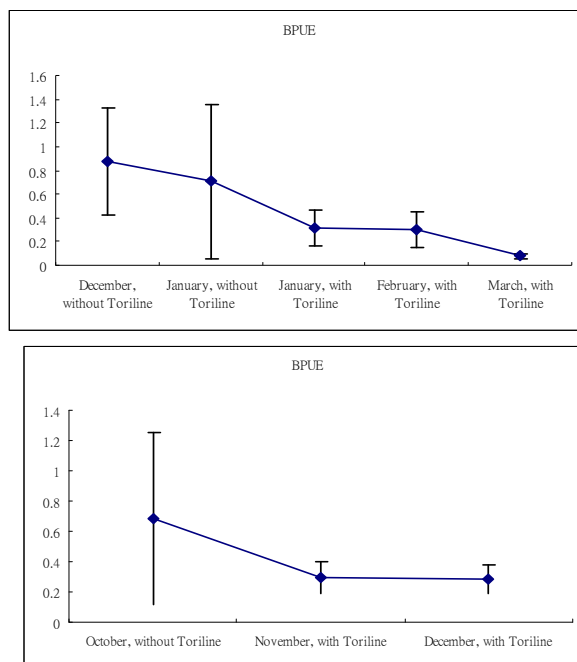 BPUE
1.6
1.4
1.2
1
0.8
0.6
0.4
0.2
0
December, without Toriline
January, without Toriline
January, with Toriline
February, with Toriline
March, with Toriline
BPUE
1.4
1.2
1
0.8
0.6
0.4
0.2
0
October, without Toriline
November, with Toriline
December, with Toriline